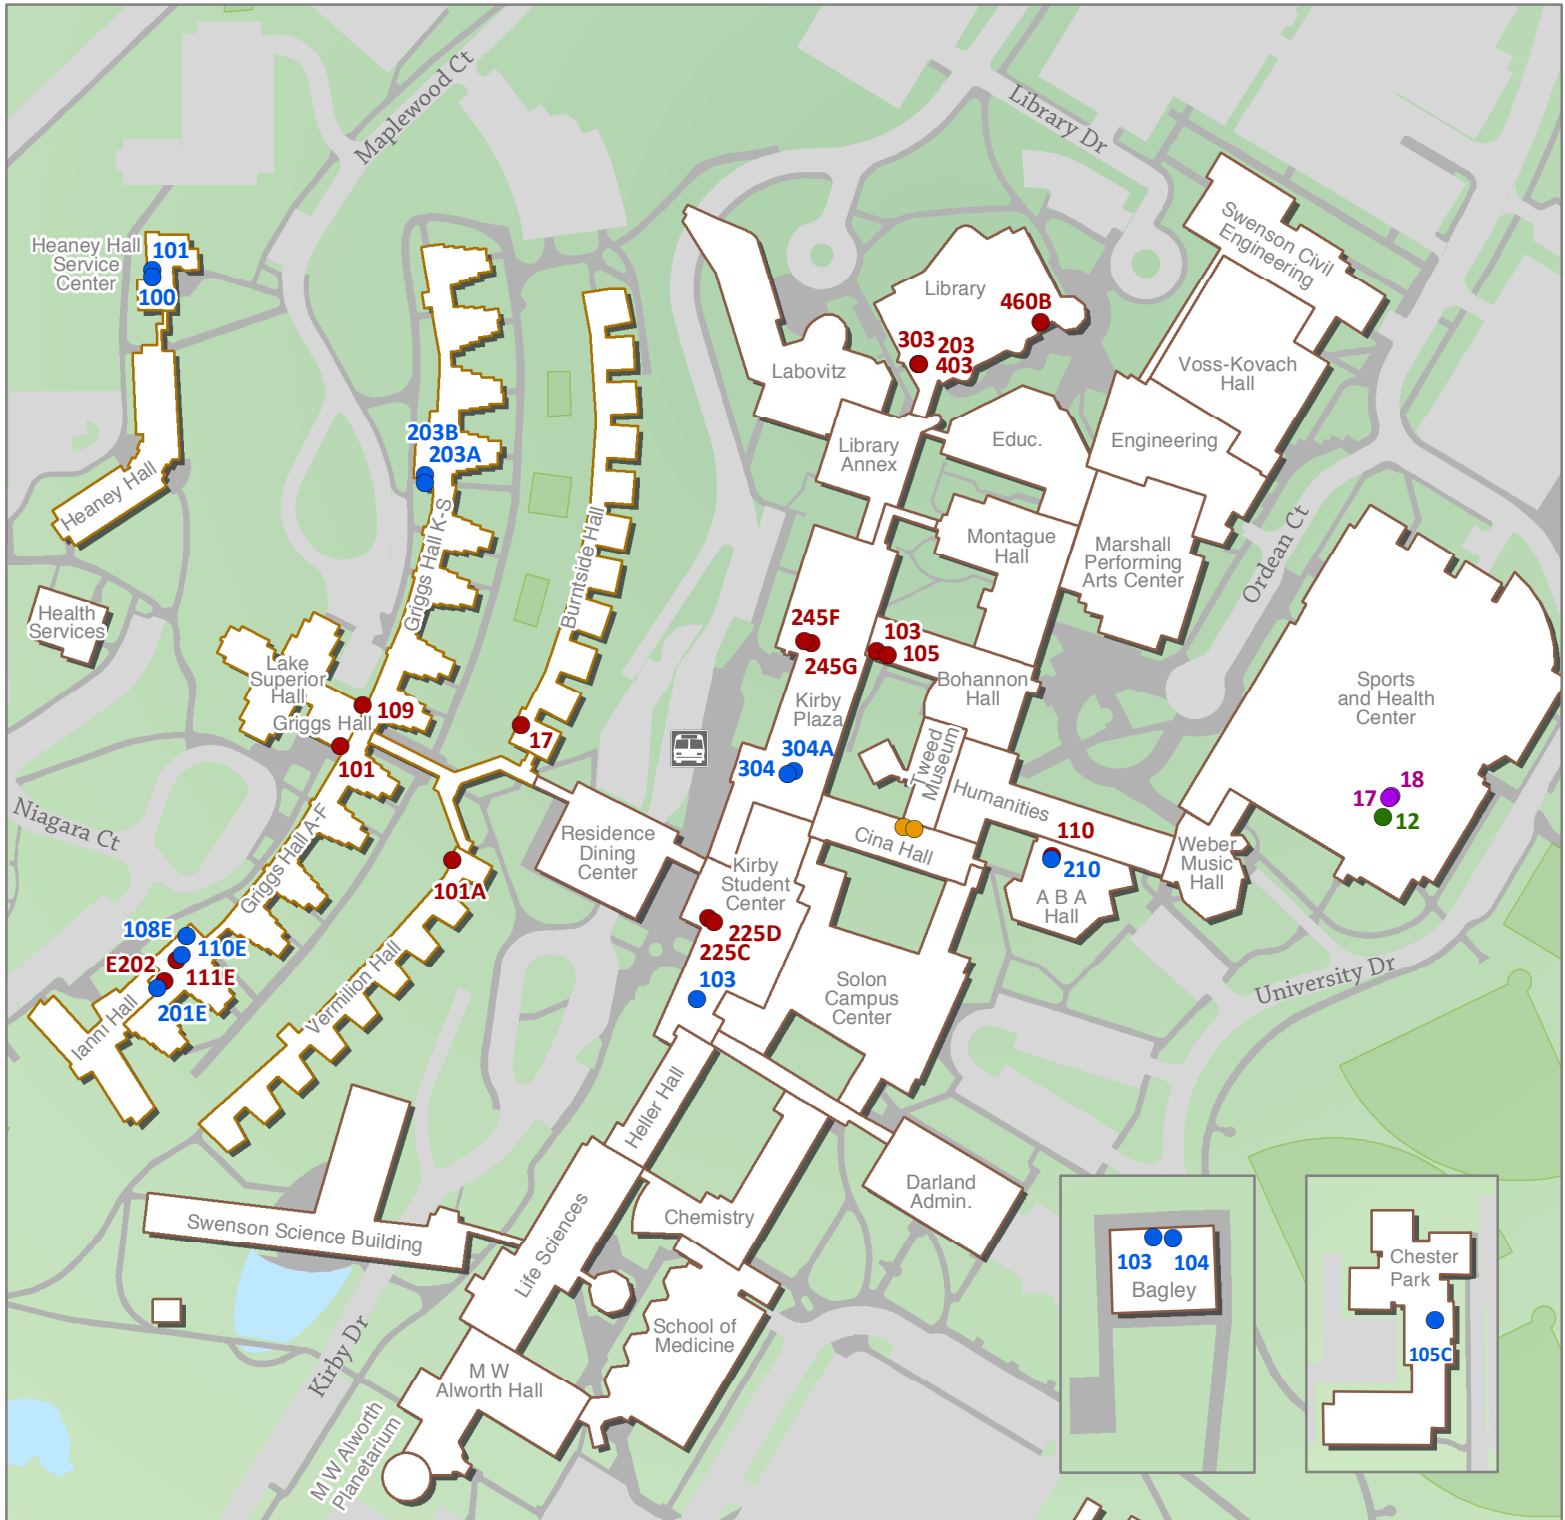 Maplewood Ct
Library Dr
Heaney Hall
Service
Center
101
100
Swenson Civil
Engineering
Library
460B
303
203
403
Labovitz
Voss-Kovach
Hall
203B
203A
Library
Annex
Educ.
Engineering
Heaney Hall
Griggs Hall K-S
Burntside Hall
Montague
Hall
Marshall
Performing
Arts Center
Ordean Ct
Health
Services
245F
245G
103
105
Lake
Superior
Hall
Griggs Hall
109
101
17
Kirby
Plaza
Bohannon
Hall
Sports
and Health
Center
304A
304
Tweed
Museum
Humanities
18
17
12
Niagara Ct
Griggs Hall A-F
Residence
Dining
Center
Cina Hall
110
210
A B A
Hall
Weber
Music
Hall
Kirby
Student
Center
101A
225D
225C
103
108E
110E
E202
111E
201E
Ianni Hall
Vermilion Hall
Solon
Campus
Center
University Dr
Heller Hall
Darland
Admin.
Swenson Science Building
Life Sciences
Chemistry
103
104
Bagley
Chester
Park
105C
School of
Medicine
Kirby Dr
M W
Alworth Hall
M W Alworth
Planetarium